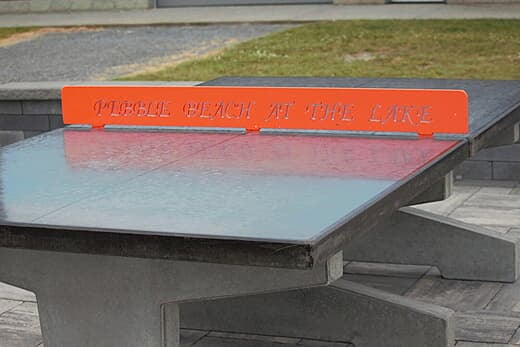 PEBBLE BEACH AT THE LAKE